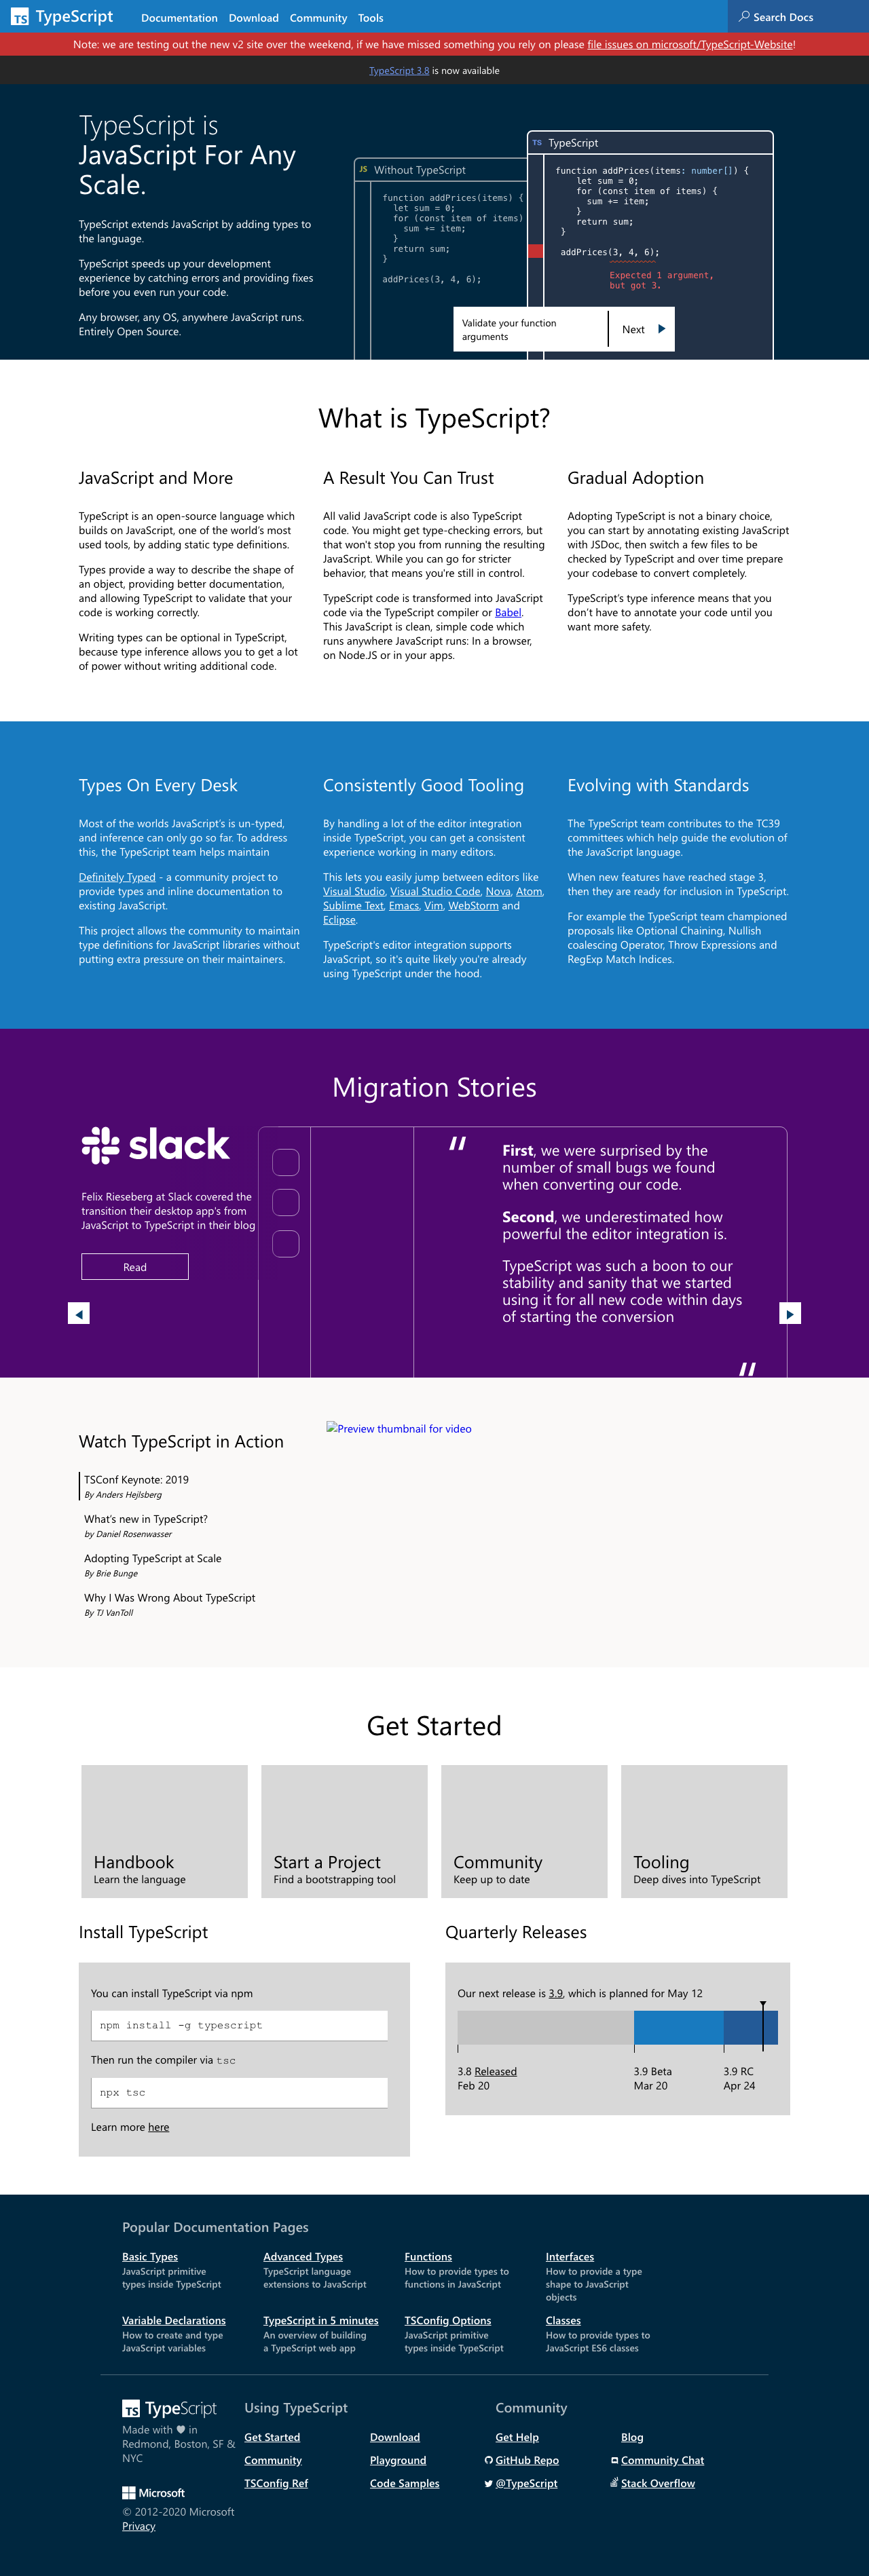 TS TypeScript
Documentation Download Community Tools
Search Docs
Note: we are testing out the new v2 site over the weekend, if we have missed something you rely on please file issues on microsoft/TypeScript-Website!
TypeScript 3.8 is now available
TypeScript is
JavaScript For Any
Scale.
TypeScript extends JavaScript by adding types to
the language.
TypeScript speeds up your development
experience by catching errors and providing fixes
before you even run your code.
Any browser, any OS, anywhere JavaScript runs.
Entirely Open Source.
JS Without TypeScript
function addPrices(items) {
let sum = 0;
for (const item of items)
sum += item;
}
return sum;
}
addPrices(3, 4, 6);
TS TypeScript
function addPrices(items: number[]) {
let sum = 0;
for (const item of items) {
sum += item;
}
return sum;
}
addPrices(3, 4, 6);
Expected 1 argument,
but got 3.
Validate your function
arguments
Next
What is TypeScript?
JavaScript and More
TypeScript is an open-source language which
builds on JavaScript, one of the world's most
used tools, by adding static type definitions.
Types provide a way to describe the shape of
an object, providing better documentation,
and allowing TypeScript to validate that your
code is working correctly.
Writing types can be optional in TypeScript,
because type inference allows you to get a lot
of power without writing additional code.
A Result You Can Trust
All valid JavaScript code is also TypeScript
code. You might get type-checking errors, but
that won't stop you from running the resulting
JavaScript. While you can go for stricter
behavior, that means you're still in control.
TypeScript code is transformed into JavaScript
code via the TypeScript compiler or Babel.
This JavaScript is clean, simple code which
runs anywhere JavaScript runs: In a browser,
on Node.JS or in your apps.
Gradual Adoption
Adopting TypeScript is not a binary choice,
you can start by annotating existing JavaScript
with JSDoc, then switch a few files to be
checked by TypeScript and over time prepare
your codebase to convert completely.
TypeScript's type inference means that you
don't have to annotate your code until you
want more safety.
Types On Every Desk
Most of the worlds JavaScript's is un-typed,
and inference can only go so far. To address
this, the TypeScript team helps maintain
Definitely Typed - a community project to
provide types and inline documentation to
existing JavaScript.
This project allows the community to maintain
type definitions for JavaScript libraries without
putting extra pressure on their maintainers.
Consistently Good Tooling
By handling a lot of the editor integration
inside TypeScript, you can get a consistent
experience working in many editors.
This lets you easily jump between editors like
Visual Studio, Visual Studio Code, Nova, Atom,
Sublime Text, Emacs, Vim, WebStorm and
Eclipse.
TypeScript's editor integration supports
JavaScript, so it's quite likely you're already
using TypeScript under the hood.
Evolving with Standards
The TypeScript team contributes to the TC39
committees which help guide the evolution of
the JavaScript language.
When new features have reached stage 3,
then they are ready for inclusion in TypeScript.
For example the TypeScript team championed
proposals like Optional Chaining, Nullish
coalescing Operator, Throw Expressions and
RegExp Match Indices.
Migration Stories
slack
Felix Rieseberg at Slack covered the
transition their desktop app's from
JavaScript to TypeScript in their blog
Read
"
First, we were surprised by the
number of small bugs we found
when converting our code.
Second, we underestimated how
powerful the editor integration is.
TypeScript was such a boon to our
stability and sanity that we started
using it for all new code within days
of starting the conversion
"
Watch TypeScript in Action
TSConf Keynote: 2019
By Anders Hejlsberg
What's new in TypeScript?
by Daniel Rosenwasser
Adopting TypeScript at Scale
By Brie Bunge
Why I Was Wrong About TypeScript
By TJ VanToll
Preview thumbnail for video
Get Started
Handbook
Learn the language
Start a Project
Find a bootstrapping tool
Community
Keep up to date
Tooling
Deep dives into TypeScript
Install TypeScript
You can install TypeScript via npm
npm install -g typescript
Then run the compiler via tsc
npx tsc
Learn more here
Quarterly Releases
Our next release is 3.9, which is planned for May 12
3.8 Released
Feb 20
3.9 Beta
Mar 20
3.9 RC
Apr 24
Popular Documentation Pages
Basic Types
JavaScript primitive
types inside TypeScript
Advanced Types
TypeScript language
extensions to JavaScript
Functions
How to provide types to
functions in JavaScript
Interfaces
How to provide a type
shape to JavaScript
objects
Variable Declarations
How to create and type
JavaScript variables
TypeScript in 5 minutes
An overview of building
a TypeScript web app
TSConfig Options
JavaScript primitive
types inside TypeScript
Classes
How to provide types to
JavaScript ES6 classes
TS TypeScript
Made with ♥ in
Redmond, Boston, SF &
NYC
Microsoft
© 2012-2020 Microsoft
Privacy
Using TypeScript
Get Started
Download
Community
Playground
TSConfig Ref
Code Samples
Community
Get Help
Blog
GitHub Repo
Community Chat
@TypeScript
Stack Overflow